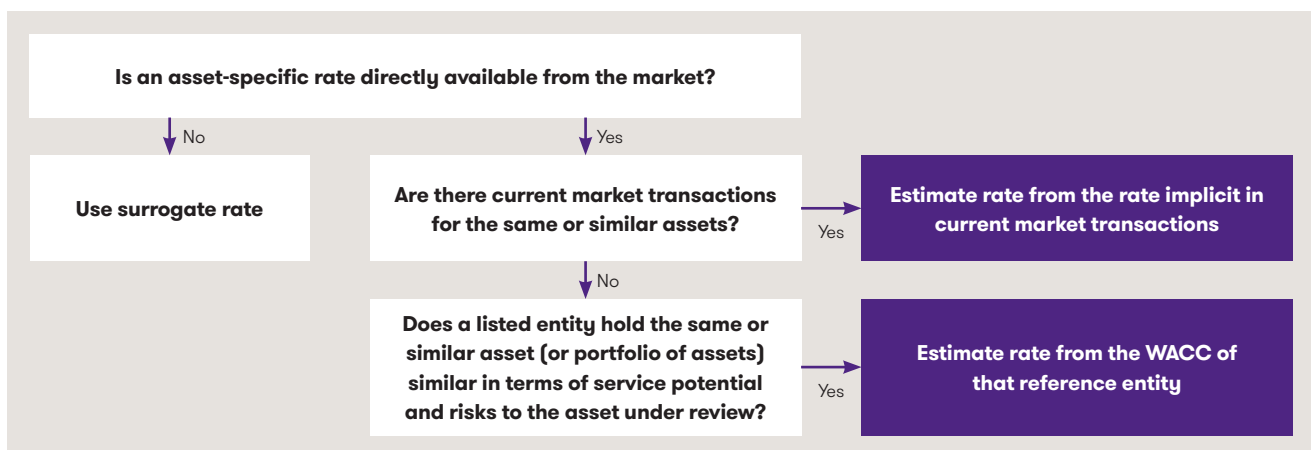 Is an asset-specific rate directly available from the market?
No
Yes
Use surrogate rate
Are there current market transactions
for the same or similar assets?
Yes
Estimate rate from the rate implicit in
current market transactions
No
Does a listed entity hold the same or
similar asset (or portfolio of assets)
similar in terms of service potential
and risks to the asset under review?
Yes
Estimate rate from the WACC of
that reference entity